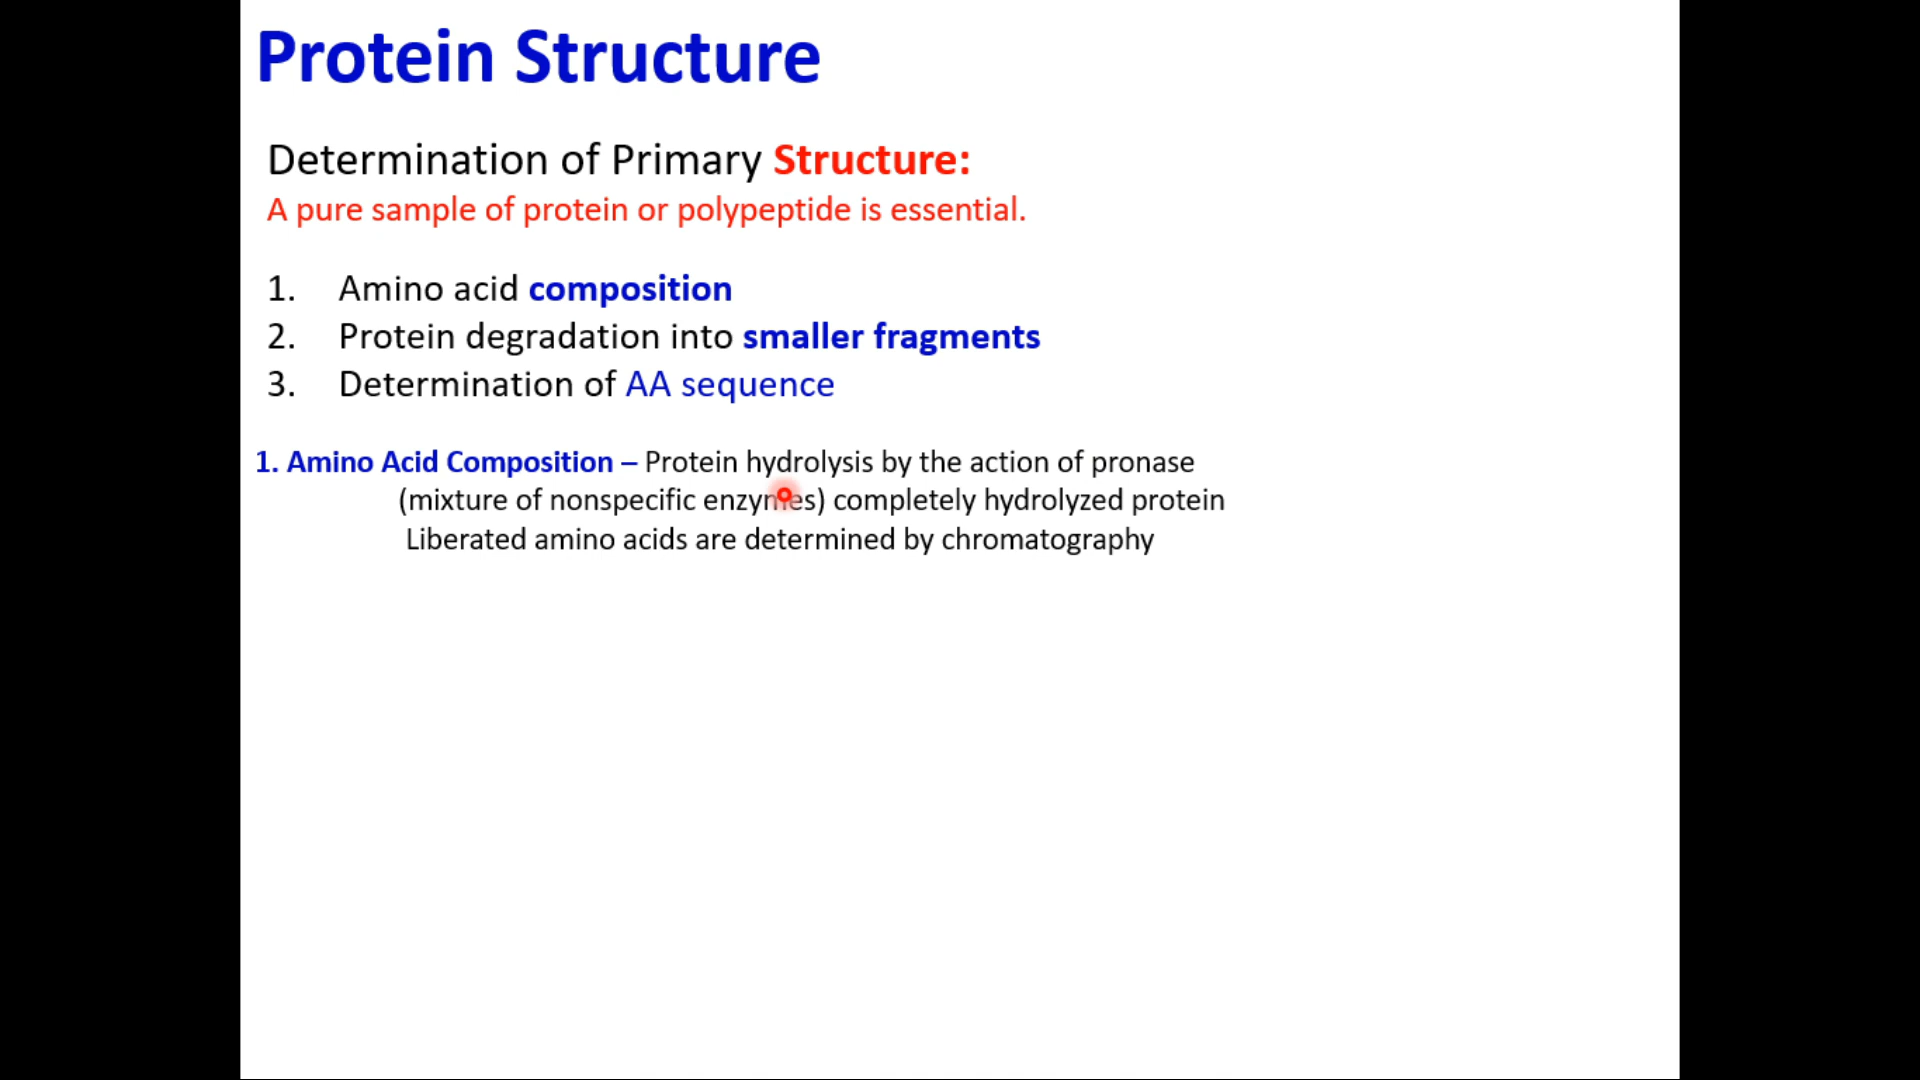 Protein Structure
Determination of Primary Structure:
A pure sample of protein or polypeptide is essential.
1. Amino acid composition
2. Protein degradation into smaller fragments
3. Determination of AA sequence
1. Amino Acid Composition – Protein hydrolysis by the action of pronase
(mixture of nonspecific enzymes) completely hydrolyzed protein
Liberated amino acids are determined by chromatography